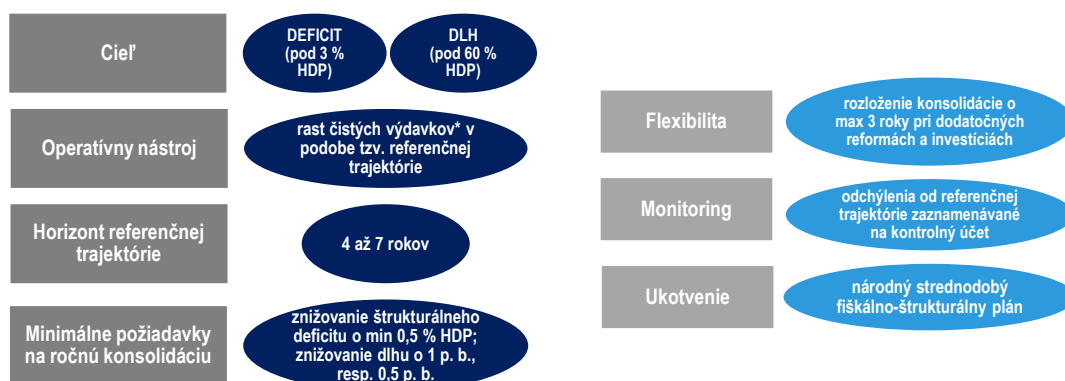 Cieľ
DEFICIT
(pod 3 %
HDP)
DLH
(pod 60 %
HDP)
Operatívny nástroj
rast čistých výdavkov* v
podobe tzv. referenčnej
trajektórie
Horizont referenčnej
trajektórie
4 až 7 rokov
Minimálne požiadavky
na ročnú konsolidáciu
znižovanie štrukturálneho
deficitu o min 0,5 % HDP;
znižovanie dlhu o 1 p. b.,
resp. 0,5 p. b.
Flexibilita
rozloženie konsolidácie o
max 3 roky pri dodatočných
reformách a investíciách
Monitoring
odchýlenia od referenčnej
trajektórie zaznamenávané
na kontrolný účet
Ukotvenie
národný strednodobý
fiškálno-štrukturálny plán